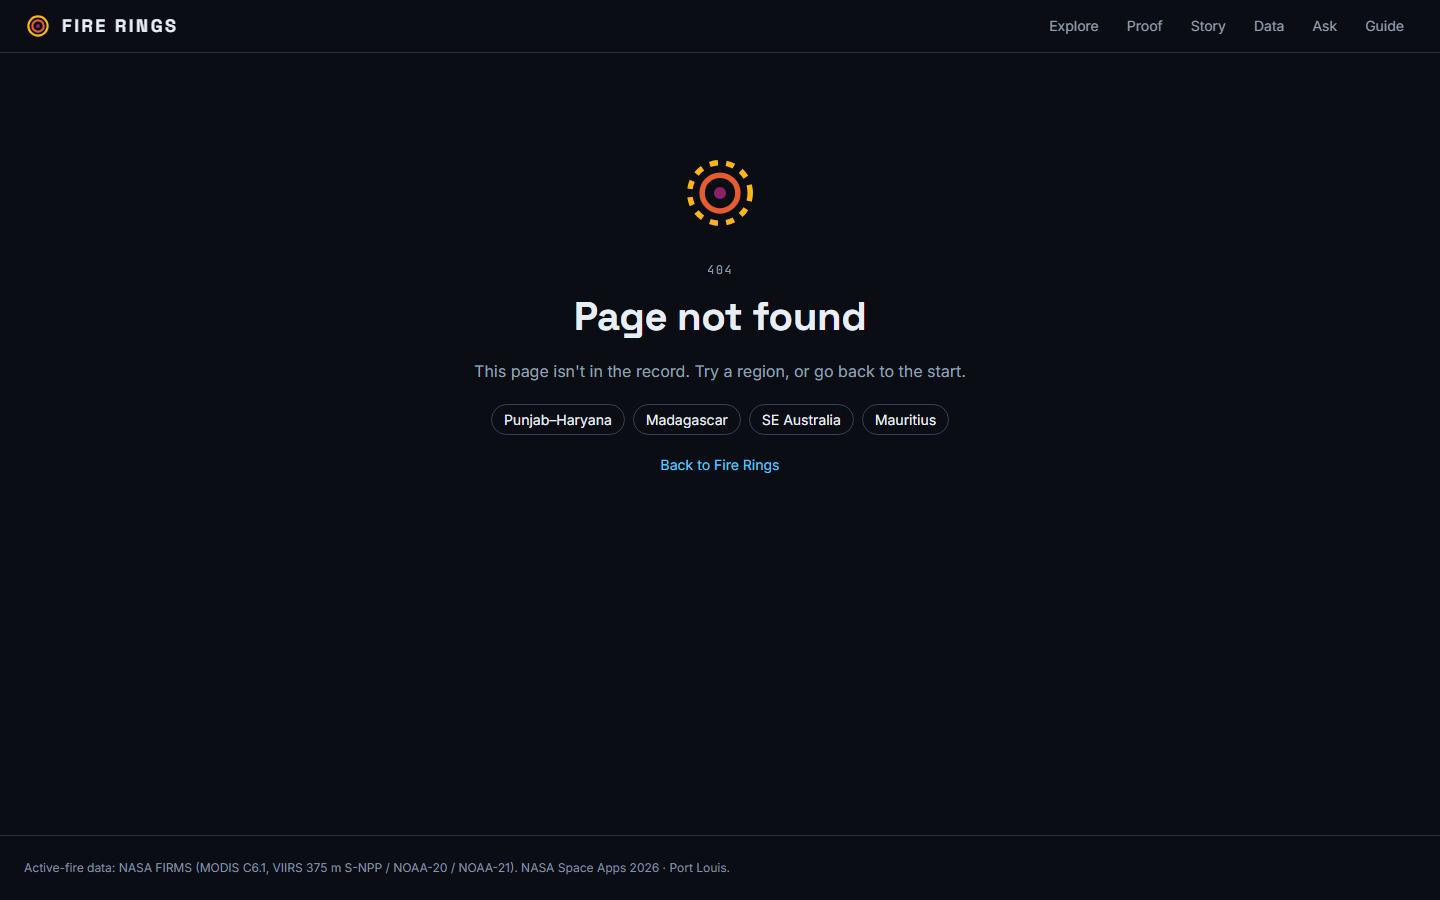 FIRE RINGS
Explore Proof Story Data Ask Guide
404
Page not found
This page isn't in the record. Try a region, or go back to the start.
Punjab–Haryana Madagascar SE Australia Mauritius
Back to Fire Rings
Active-fire data: NASA FIRMS (MODIS C6.1, VIIRS 375 m S-NPP / NOAA-20 / NOAA-21). NASA Space Apps 2026 · Port Louis.